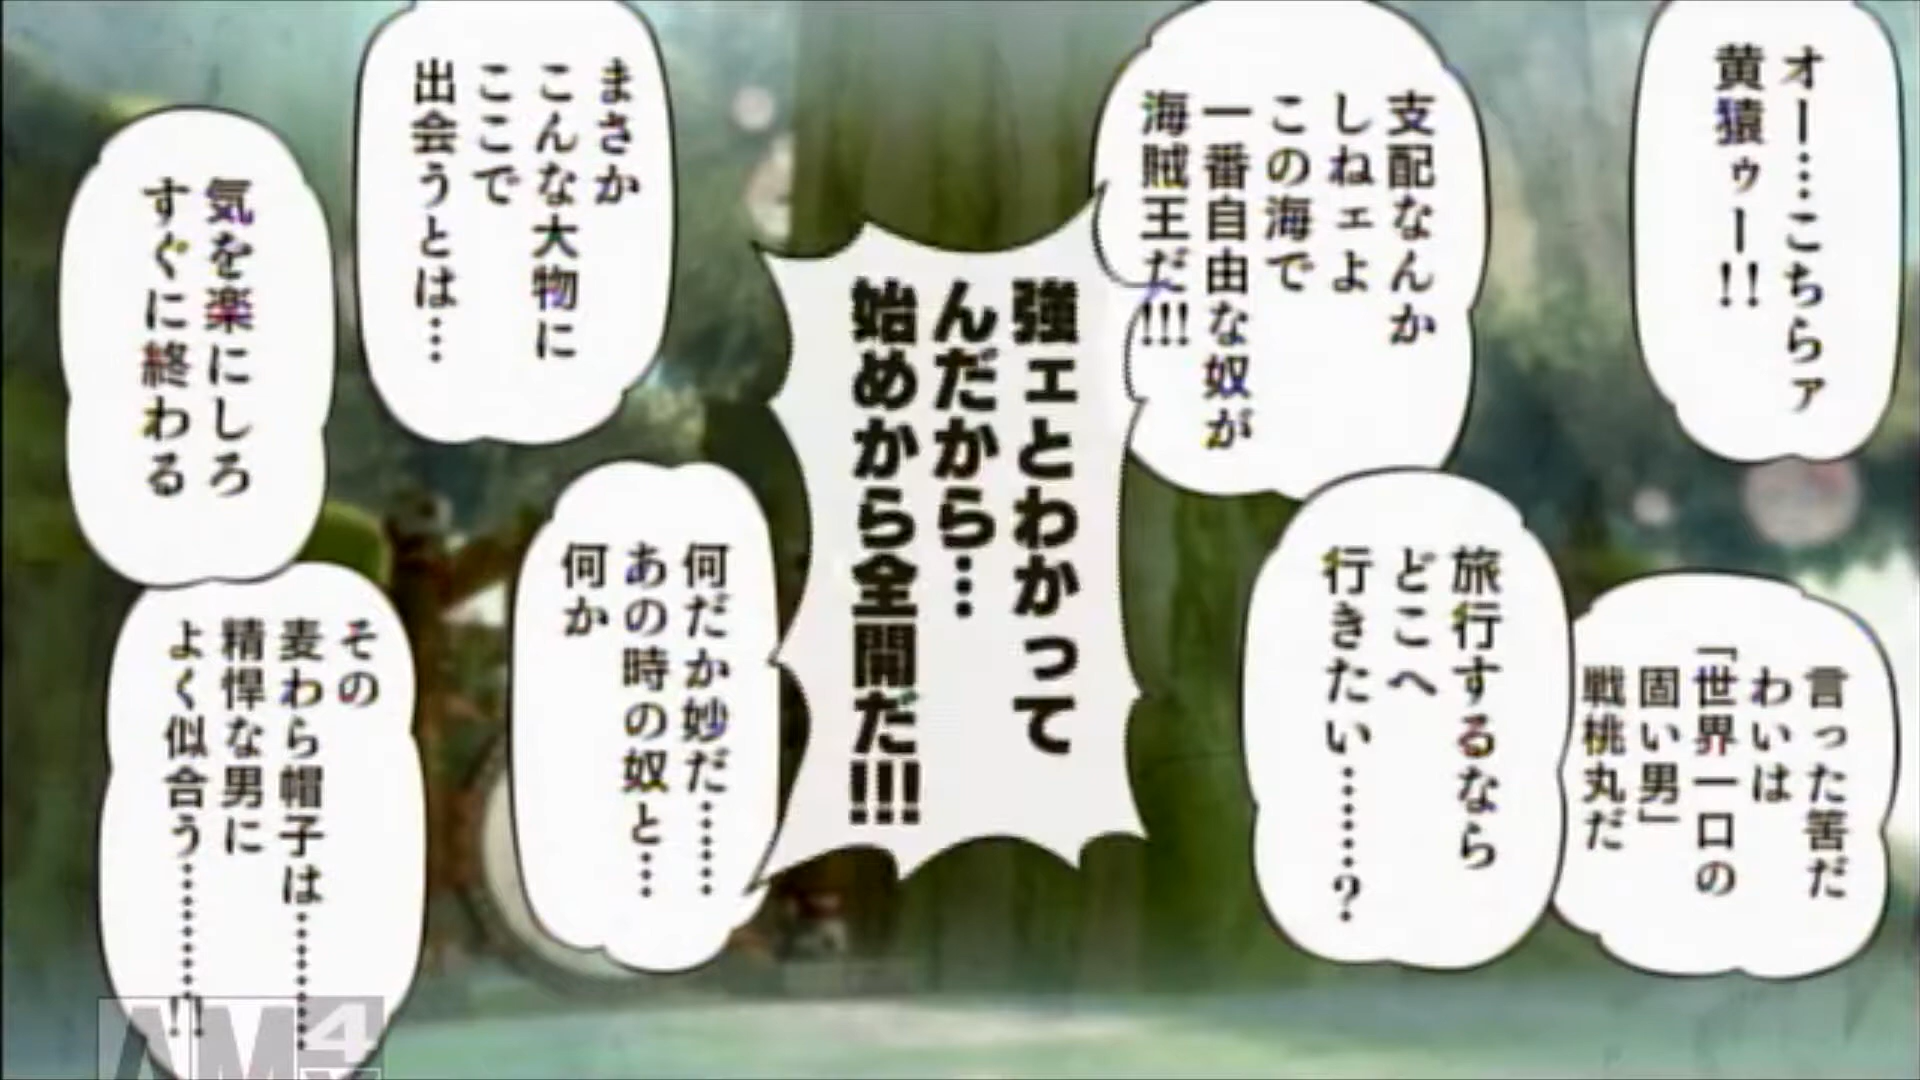 オー…こちらァ
黄猿ゥー!!
支配なんか
しねェよ
この海で
一番自由な奴が
海賊王だ!!!
言った筈だ
わいは
「世界一口の
固い男」
戦桃丸だ
旅行するなら
どこへ
行きたい……?
強ェとわかって
んだから…
始めから全開だ!!!
まさか
こんな大物に
ここで
出会うとは…
何だか妙だ……
あの時の奴と…
何か
気を楽にしろ
すぐに終わる
その
麦わら帽子は…………
精悍な男に
よく似合う…………!!
AM4